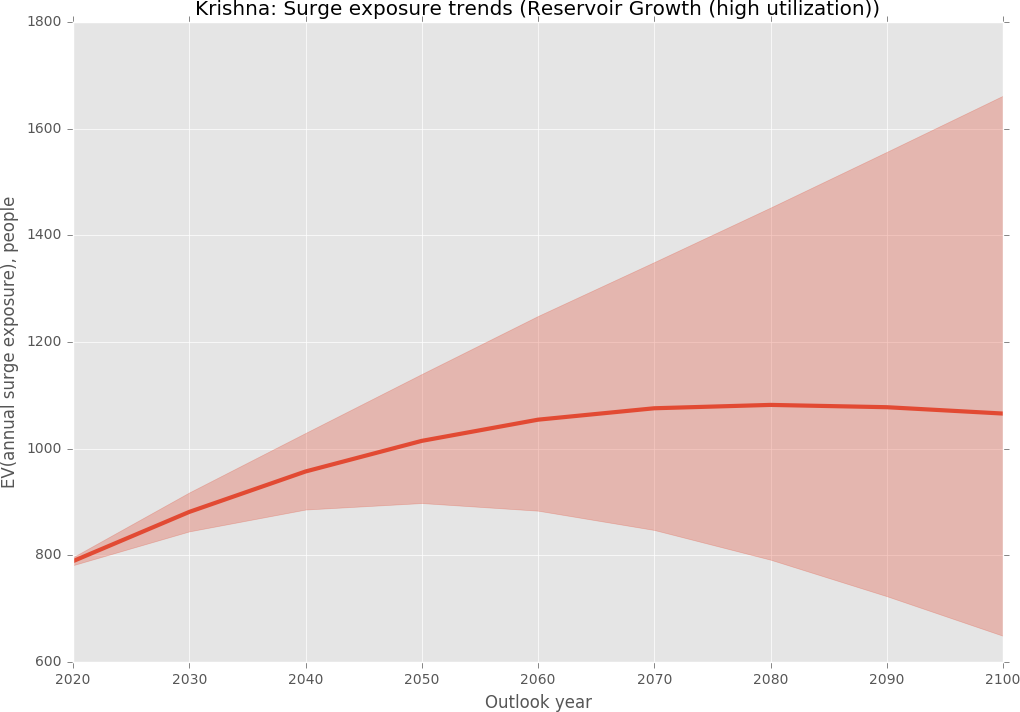 Krishna: Surge exposure trends (Reservoir Growth (high utilization))
EV(annual surge exposure), people
1800
1600
1400
1200
1000
800
600
2020 2030 2040 2050 2060 2070 2080 2090 2100
Outlook year